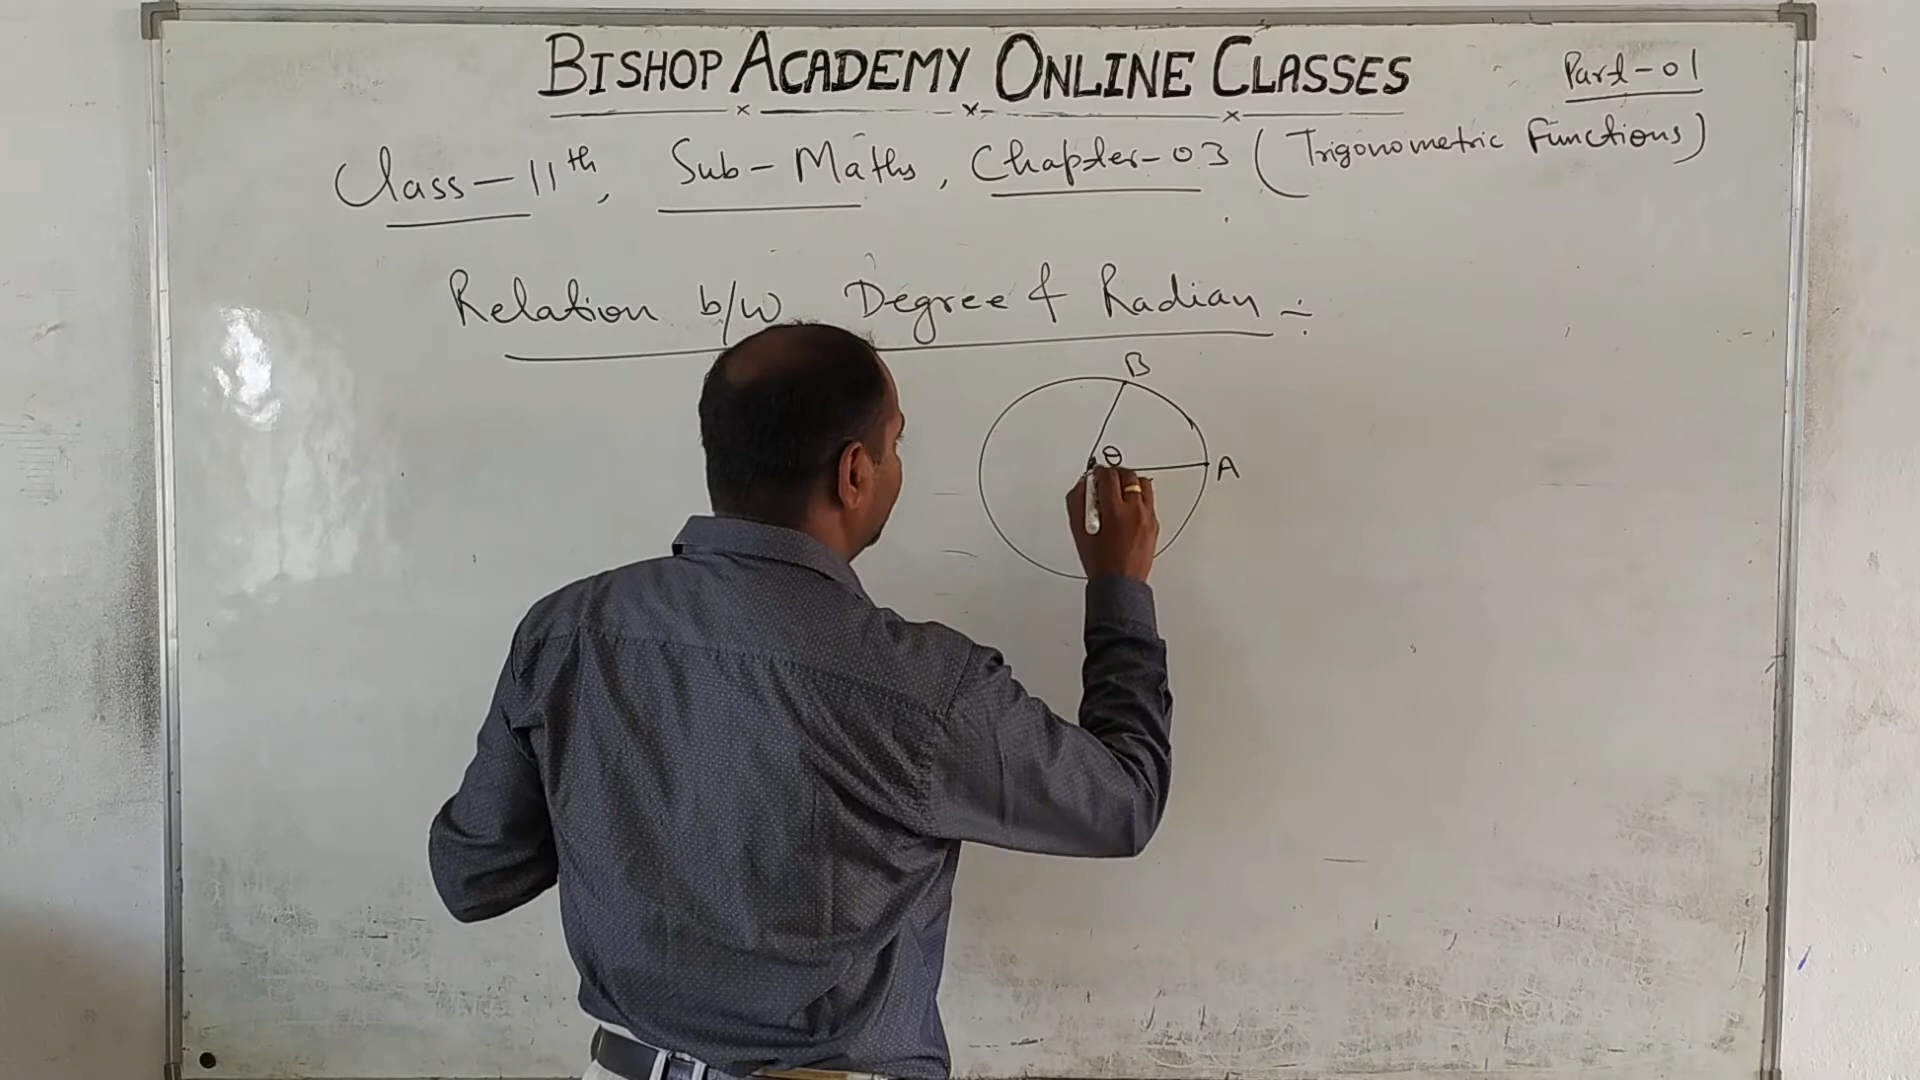 BISHOP ACADEMY ONLINE CLASSES
Part-01
Class-11th, Sub-Maths, Chapter-03 (Trigonometric Functions)
Relation b/w Degree & Radian ÷
B
θ
A